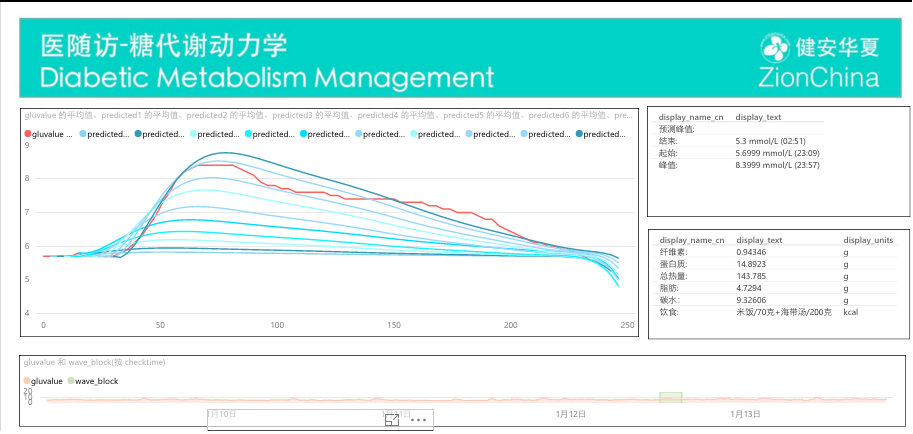 医随访-糖代谢动力学
Diabetic Metabolism Management
健安华夏
ZionChina
gluvalue 的平均值、predicted1 的平均值、predicted2 的平均值、predicted3 的平均值、predicted4 的平均值、predicted5 的平均值、predicted6 的平均值、pre...
gluvalue ... predicted... predicted... predicted... predicted... predicted... predicted... predicted... predicted... predicted... predicted...
9
8
7
6
5
4
0 50 100 150 200 250
display_name_cn display_text
预测峰值:
结束: 5.3 mmol/L (02:51)
起始: 5.6999 mmol/L (23:09)
峰值: 8.3999 mmol/L (23:57)
display_name_cn display_text display_units
纤维素: 0.94346 g
蛋白质: 14.8923 g
总热量: 143.785 g
脂肪: 4.7294 g
碳水: 9.32606 g
饮食: 米饭/70克+海带汤/200克 kcal
gluvalue 和 wave_block(按 checktime)
gluvalue wave_block
20
10
0
1月10日 1月11日 1月12日 1月13日